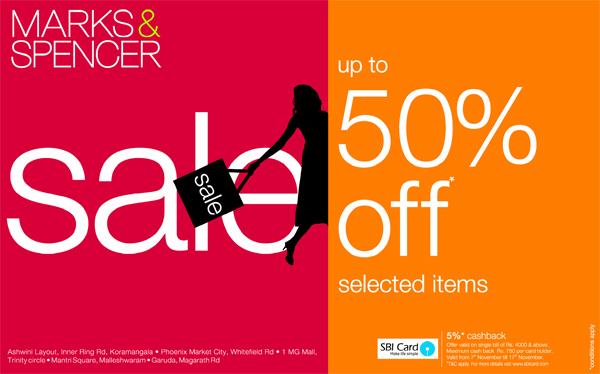 MARKS &
SPENCER
sale
sale
up to
50%
off*
selected items
Ashwini Layout, Inner Ring Rd, Koramangala • Phoenix Market City, Whitefield Rd • 1 MG Mall,
Trinity circle • Mantri Square, Malleshwaram • Garuda, Magarath Rd
SBI Card
Make life simple
5%* cashback
Offer valid on single bill of Rs. 4000 & above.
Maximum cash back Rs. 750 per card holder.
Valid from 7th November till 17th November.
*T&C apply. For more details visit www.sbicard.com
*conditions apply